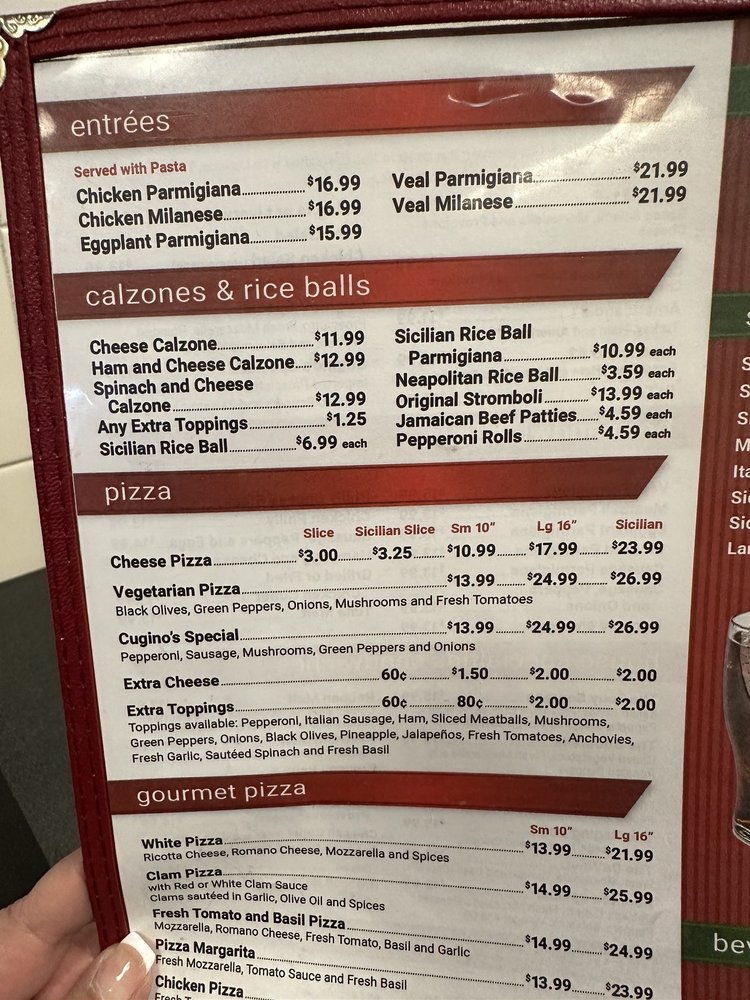 entrées
Served with Pasta
Chicken Parmigiana $16.99
Chicken Milanese $16.99
Eggplant Parmigiana $15.99
Veal Parmigiana $21.99
Veal Milanese $21.99
calzones & rice balls
Cheese Calzone $11.99
Ham and Cheese Calzone $12.99
Spinach and Cheese
Calzone $12.99
Any Extra Toppings $1.25
Sicilian Rice Ball $6.99 each
Sicilian Rice Ball
Parmigiana $10.99 each
Neapolitan Rice Ball $3.59 each
Original Stromboli $13.99 each
Jamaican Beef Patties $4.59 each
Pepperoni Rolls $4.59 each
pizza
Slice Sicilian Slice Sm 10" Lg 16" Sicilian
Cheese Pizza $3.00 $3.25 $10.99 $17.99 $23.99
Vegetarian Pizza $13.99 $24.99 $26.99
Black Olives, Green Peppers, Onions, Mushrooms and Fresh Tomatoes
Cugino's Special $13.99 $24.99 $26.99
Pepperoni, Sausage, Mushrooms, Green Peppers and Onions
Extra Cheese 60¢ $1.50 $2.00 $2.00
Extra Toppings 60¢ 80¢ $2.00 $2.00
Toppings available: Pepperoni, Italian Sausage, Ham, Sliced Meatballs, Mushrooms,
Green Peppers, Onions, Black Olives, Pineapple, Jalapeños, Fresh Tomatoes, Anchovies,
Fresh Garlic, Sautéed Spinach and Fresh Basil
gourmet pizza
Sm 10" Lg 16"
White Pizza $13.99 $21.99
Ricotta Cheese, Romano Cheese, Mozzarella and Spices
Clam Pizza $14.99 $25.99
with Red or White Clam Sauce
Clams sautéed in Garlic, Olive Oil and Spices
Fresh Tomato and Basil Pizza $14.99 $24.99
Mozzarella, Romano Cheese, Fresh Tomato, Basil and Garlic
Pizza Margarita $13.99 $23.99
Fresh Mozzarella, Tomato Sauce and Fresh Basil
Chicken Pizza
Fresh